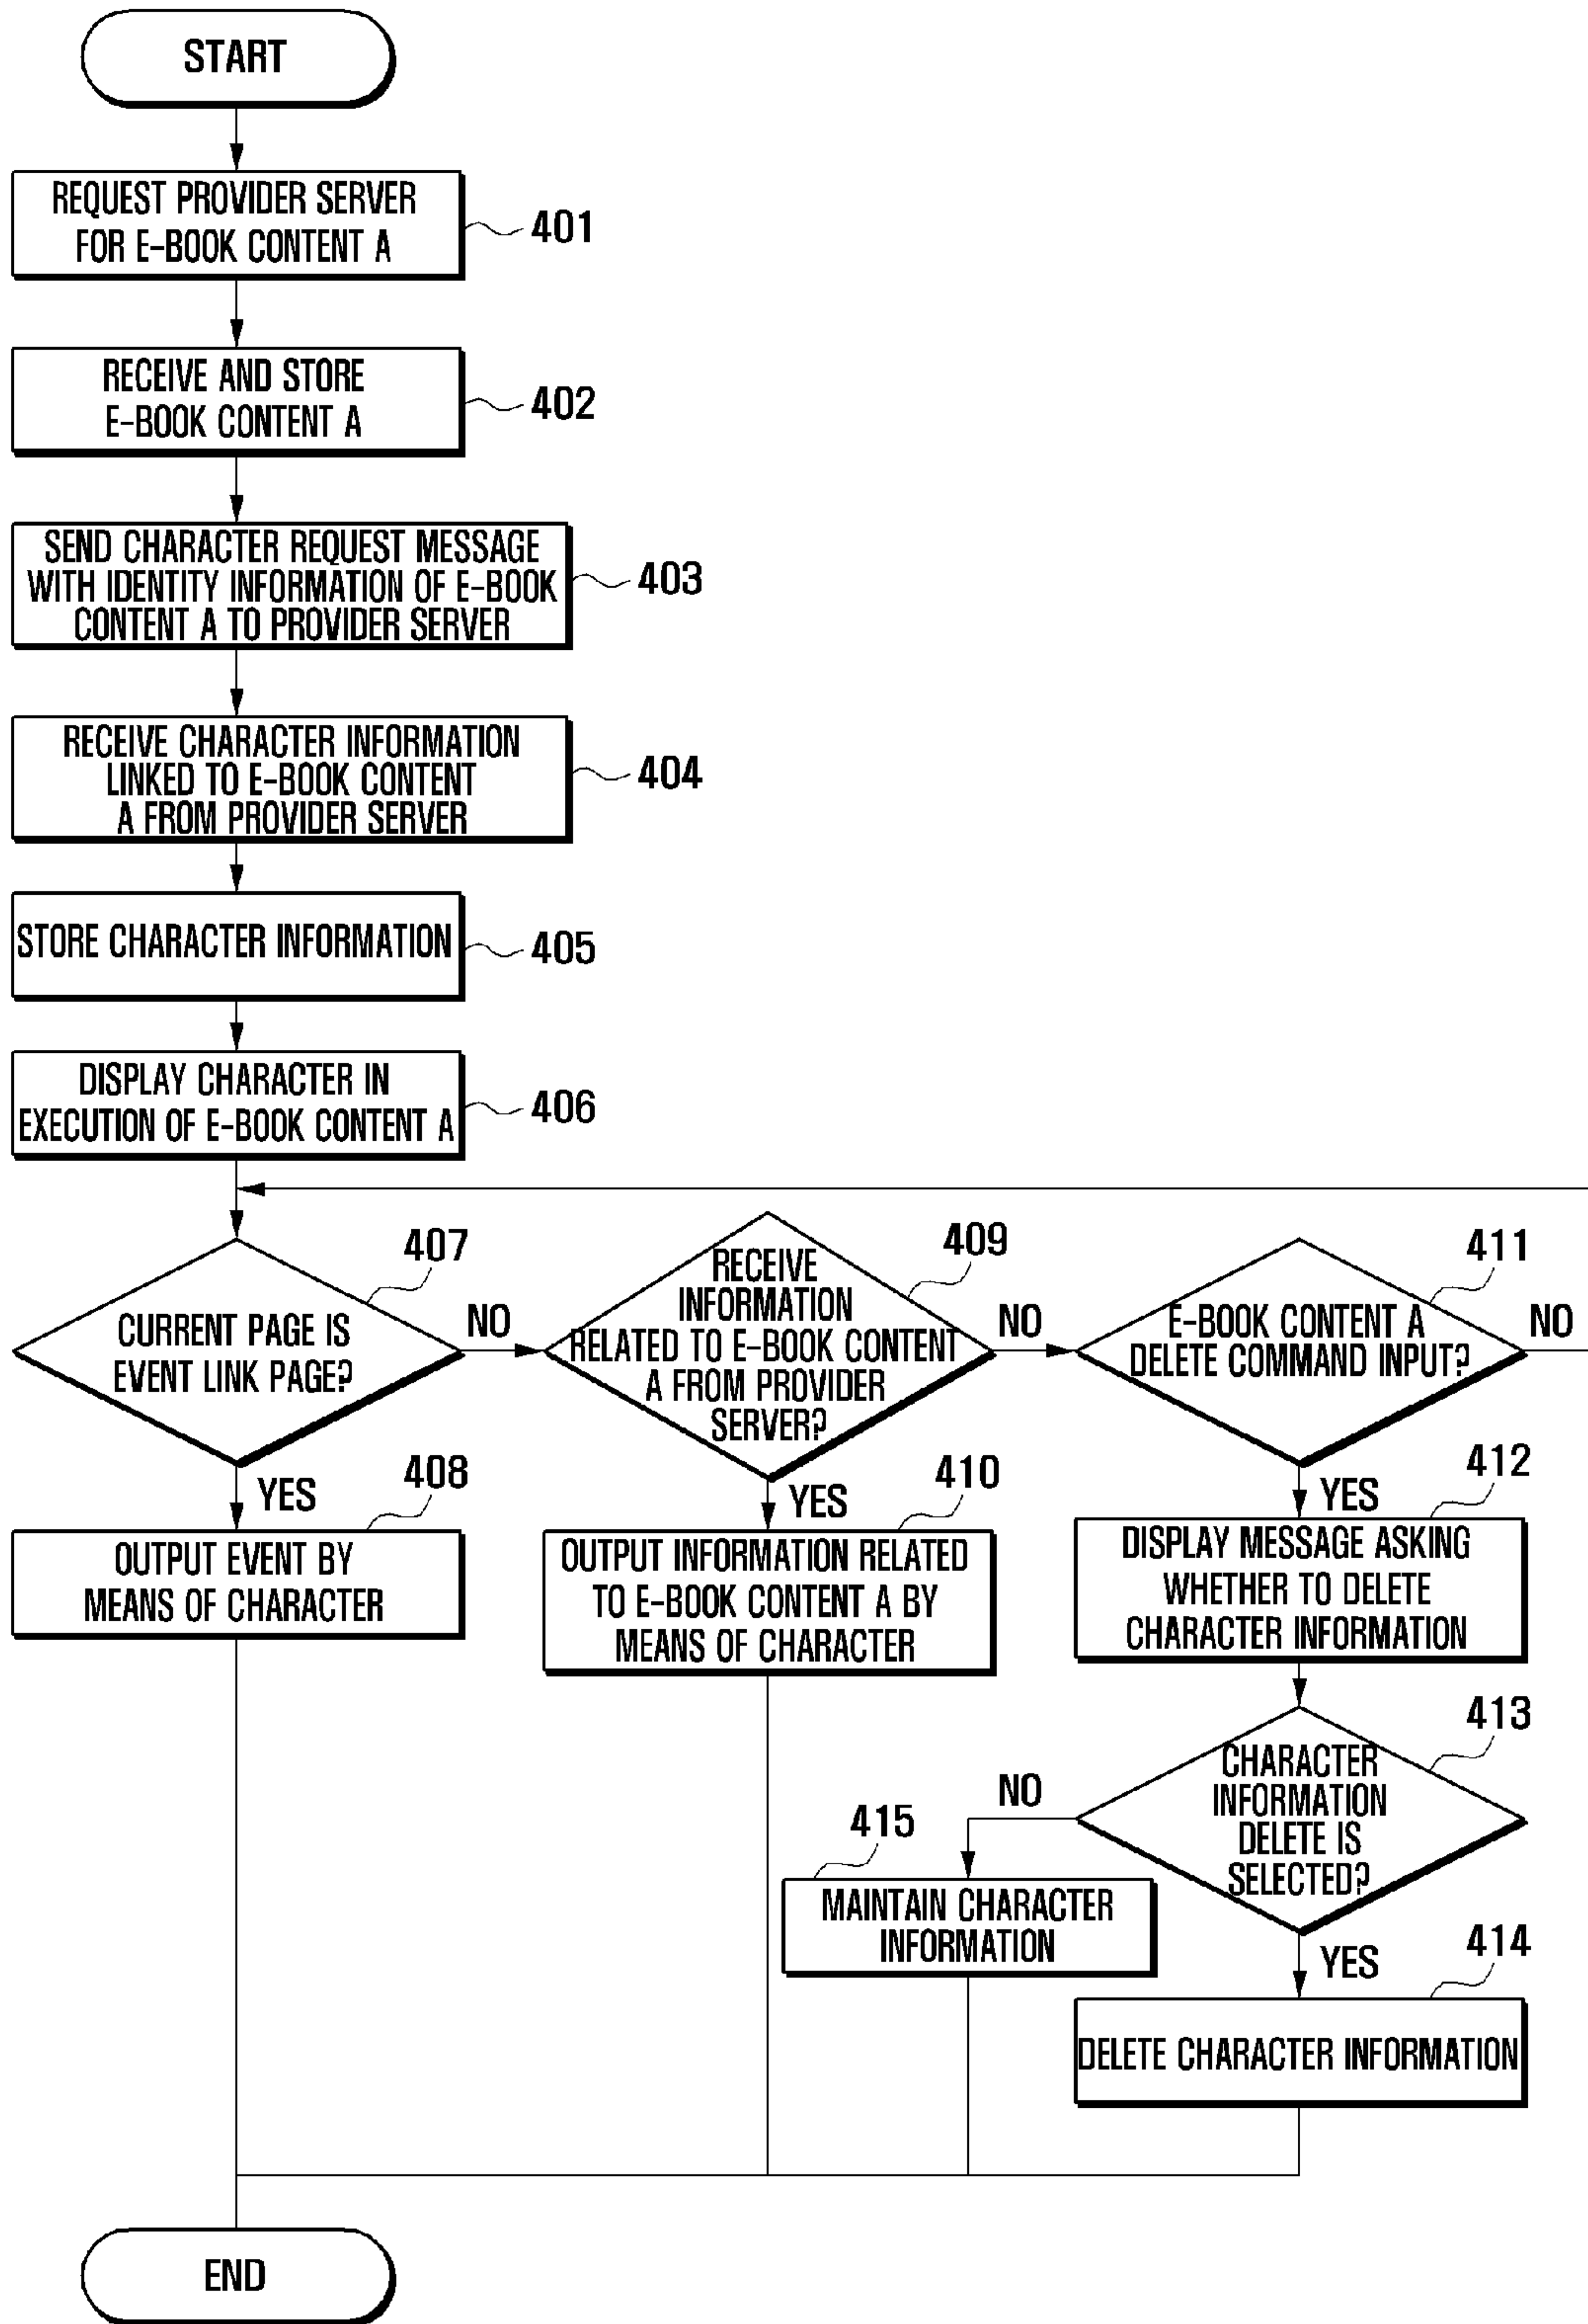 START
REQUEST PROVIDER SERVER
FOR E-BOOK CONTENT A
401
RECEIVE AND STORE
E-BOOK CONTENT A
402
SEND CHARACTER REQUEST MESSAGE
WITH IDENTITY INFORMATION OF E-BOOK
CONTENT A TO PROVIDER SERVER
403
RECEIVE CHARACTER INFORMATION
LINKED TO E-BOOK CONTENT
A FROM PROVIDER SERVER
404
STORE CHARACTER INFORMATION
405
DISPLAY CHARACTER IN
EXECUTION OF E-BOOK CONTENT A
406
407
CURRENT PAGE IS
EVENT LINK PAGE?
NO
409
RECEIVE
INFORMATION
RELATED TO E-BOOK CONTENT
A FROM PROVIDER
SERVER?
NO
411
E-BOOK CONTENT A
DELETE COMMAND INPUT?
NO
YES
408
OUTPUT EVENT BY
MEANS OF CHARACTER
YES
410
OUTPUT INFORMATION RELATED
TO E-BOOK CONTENT A BY
MEANS OF CHARACTER
YES
412
DISPLAY MESSAGE ASKING
WHETHER TO DELETE
CHARACTER INFORMATION
413
CHARACTER
INFORMATION
DELETE IS
SELECTED?
NO
415
MAINTAIN CHARACTER
INFORMATION
YES
414
DELETE CHARACTER INFORMATION
END